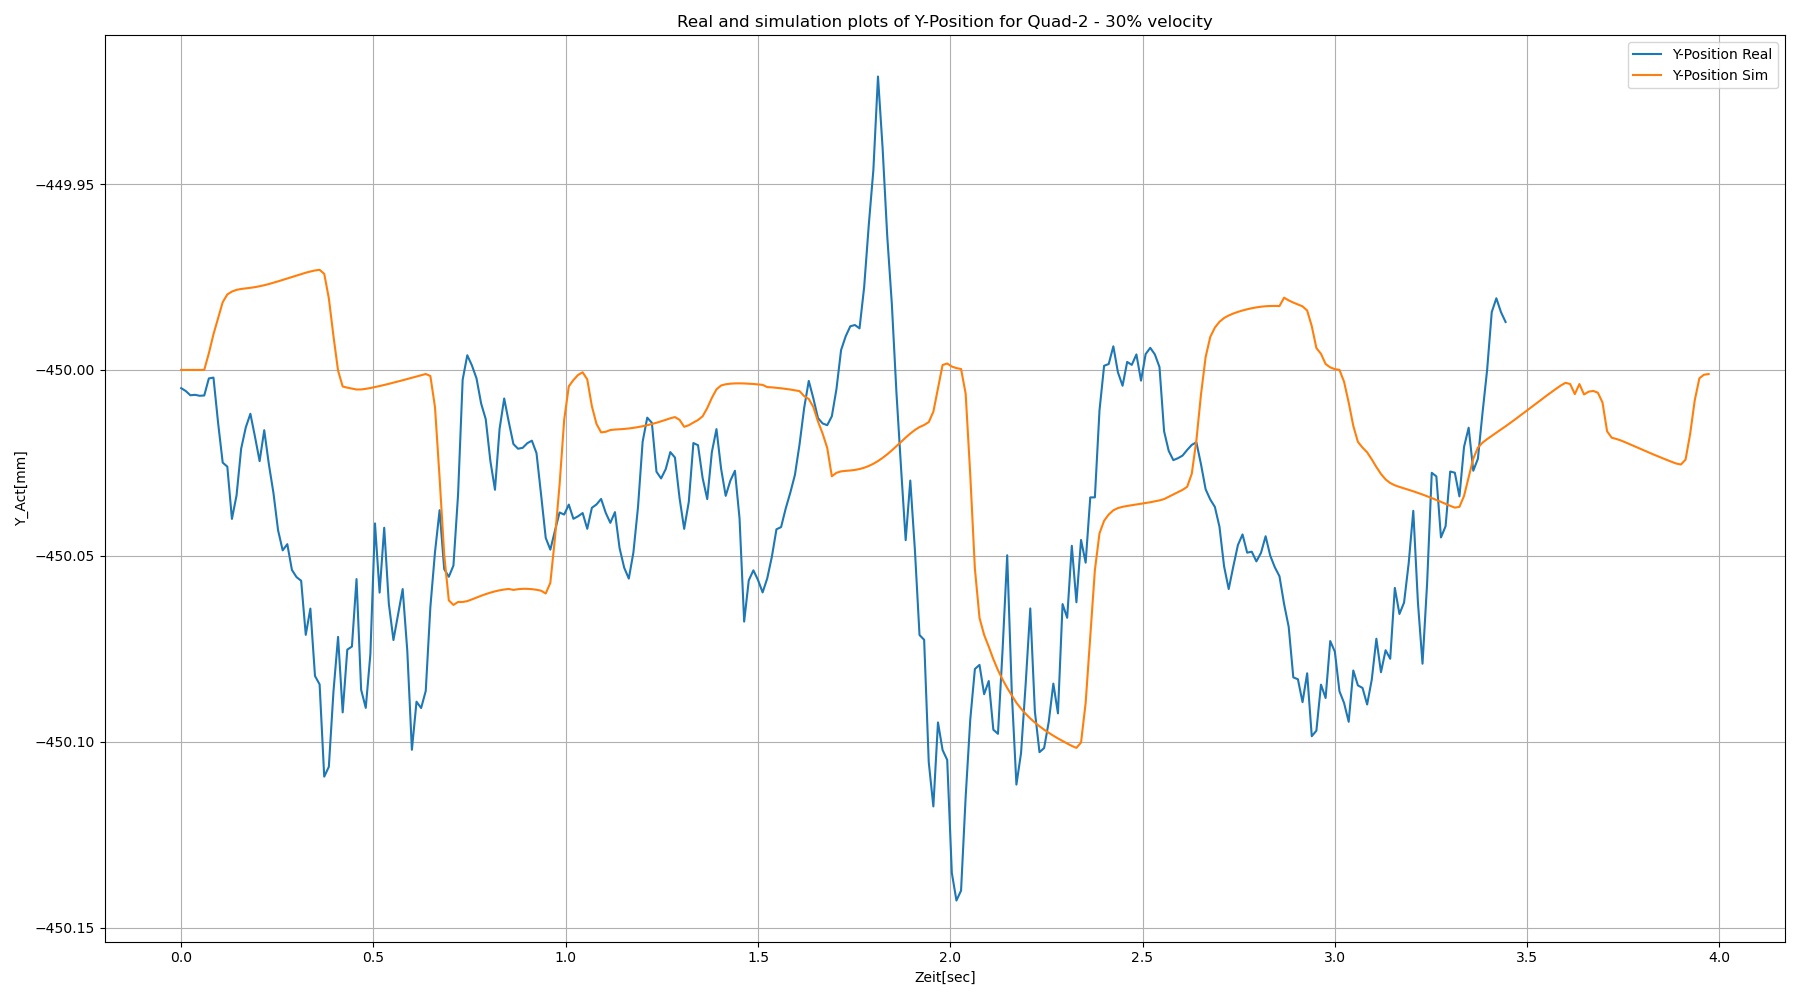 Real and simulation plots of Y-Position for Quad-2 - 30% velocity
Y-Position Real
Y-Position Sim
Y_Act[mm]
−449.95
−450.00
−450.05
−450.10
−450.15
0.0
0.5
1.0
1.5
2.0
2.5
3.0
3.5
4.0
Zeit[sec]